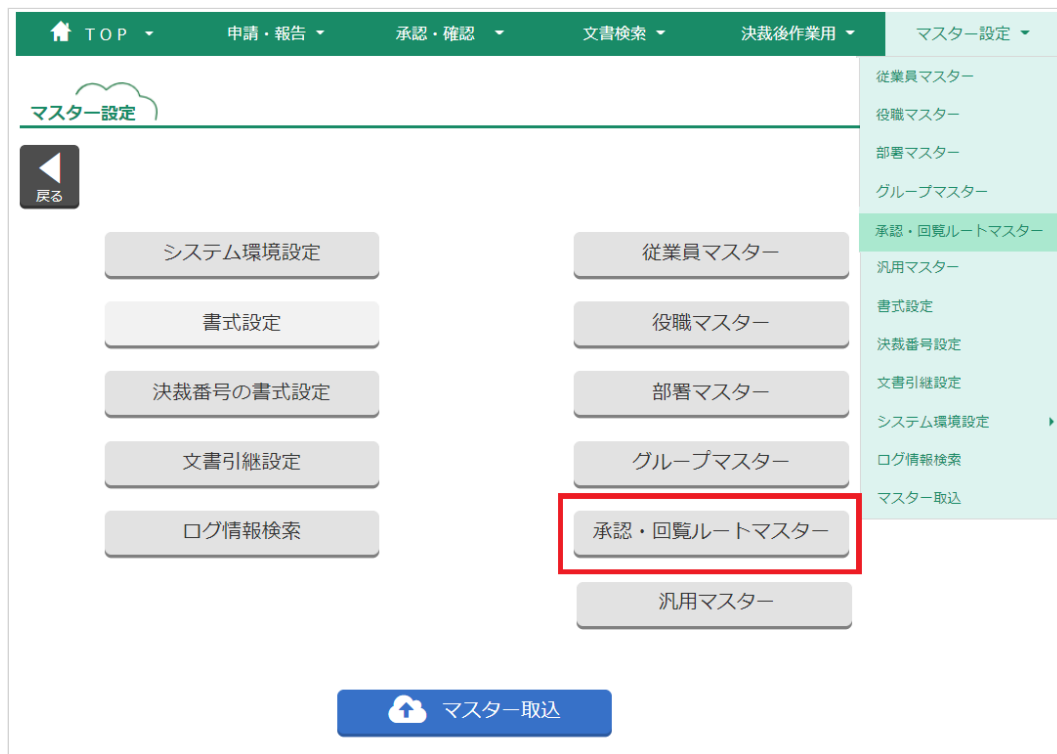 TOP 申請・報告 承認・確認 文書検索 決裁後作業用 マスター設定
マスター設定
戻る
システム環境設定
書式設定
決裁番号の書式設定
文書引継設定
ログ情報検索
従業員マスター
役職マスター
部署マスター
グループマスター
承認・回覧ルートマスター
汎用マスター
マスター取込
従業員マスター
役職マスター
部署マスター
グループマスター
承認・回覧ルートマスター
汎用マスター
書式設定
決裁番号設定
文書引継設定
システム環境設定
ログ情報検索
マスター取込